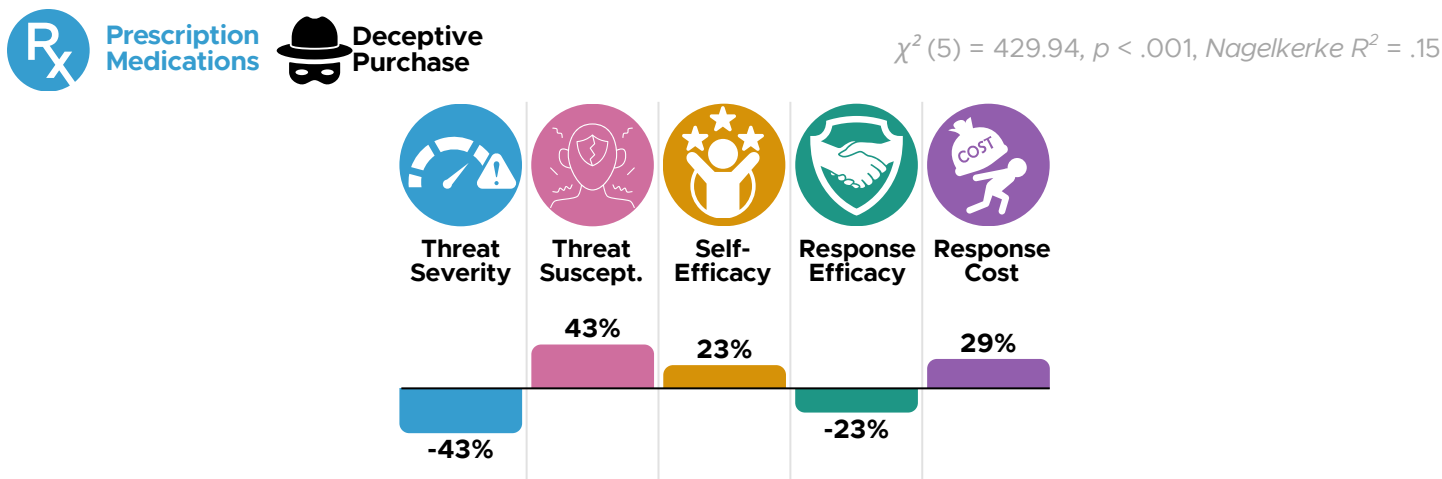 Rx
Prescription
Medications
Deceptive
Purchase
χ² (5) = 429.94, p < .001, Nagelkerke R² = .15
COST
Threat
Severity
Threat
Suscept.
Self-
Efficacy
Response
Efficacy
Response
Cost
43%
23%
29%
-43%
-23%